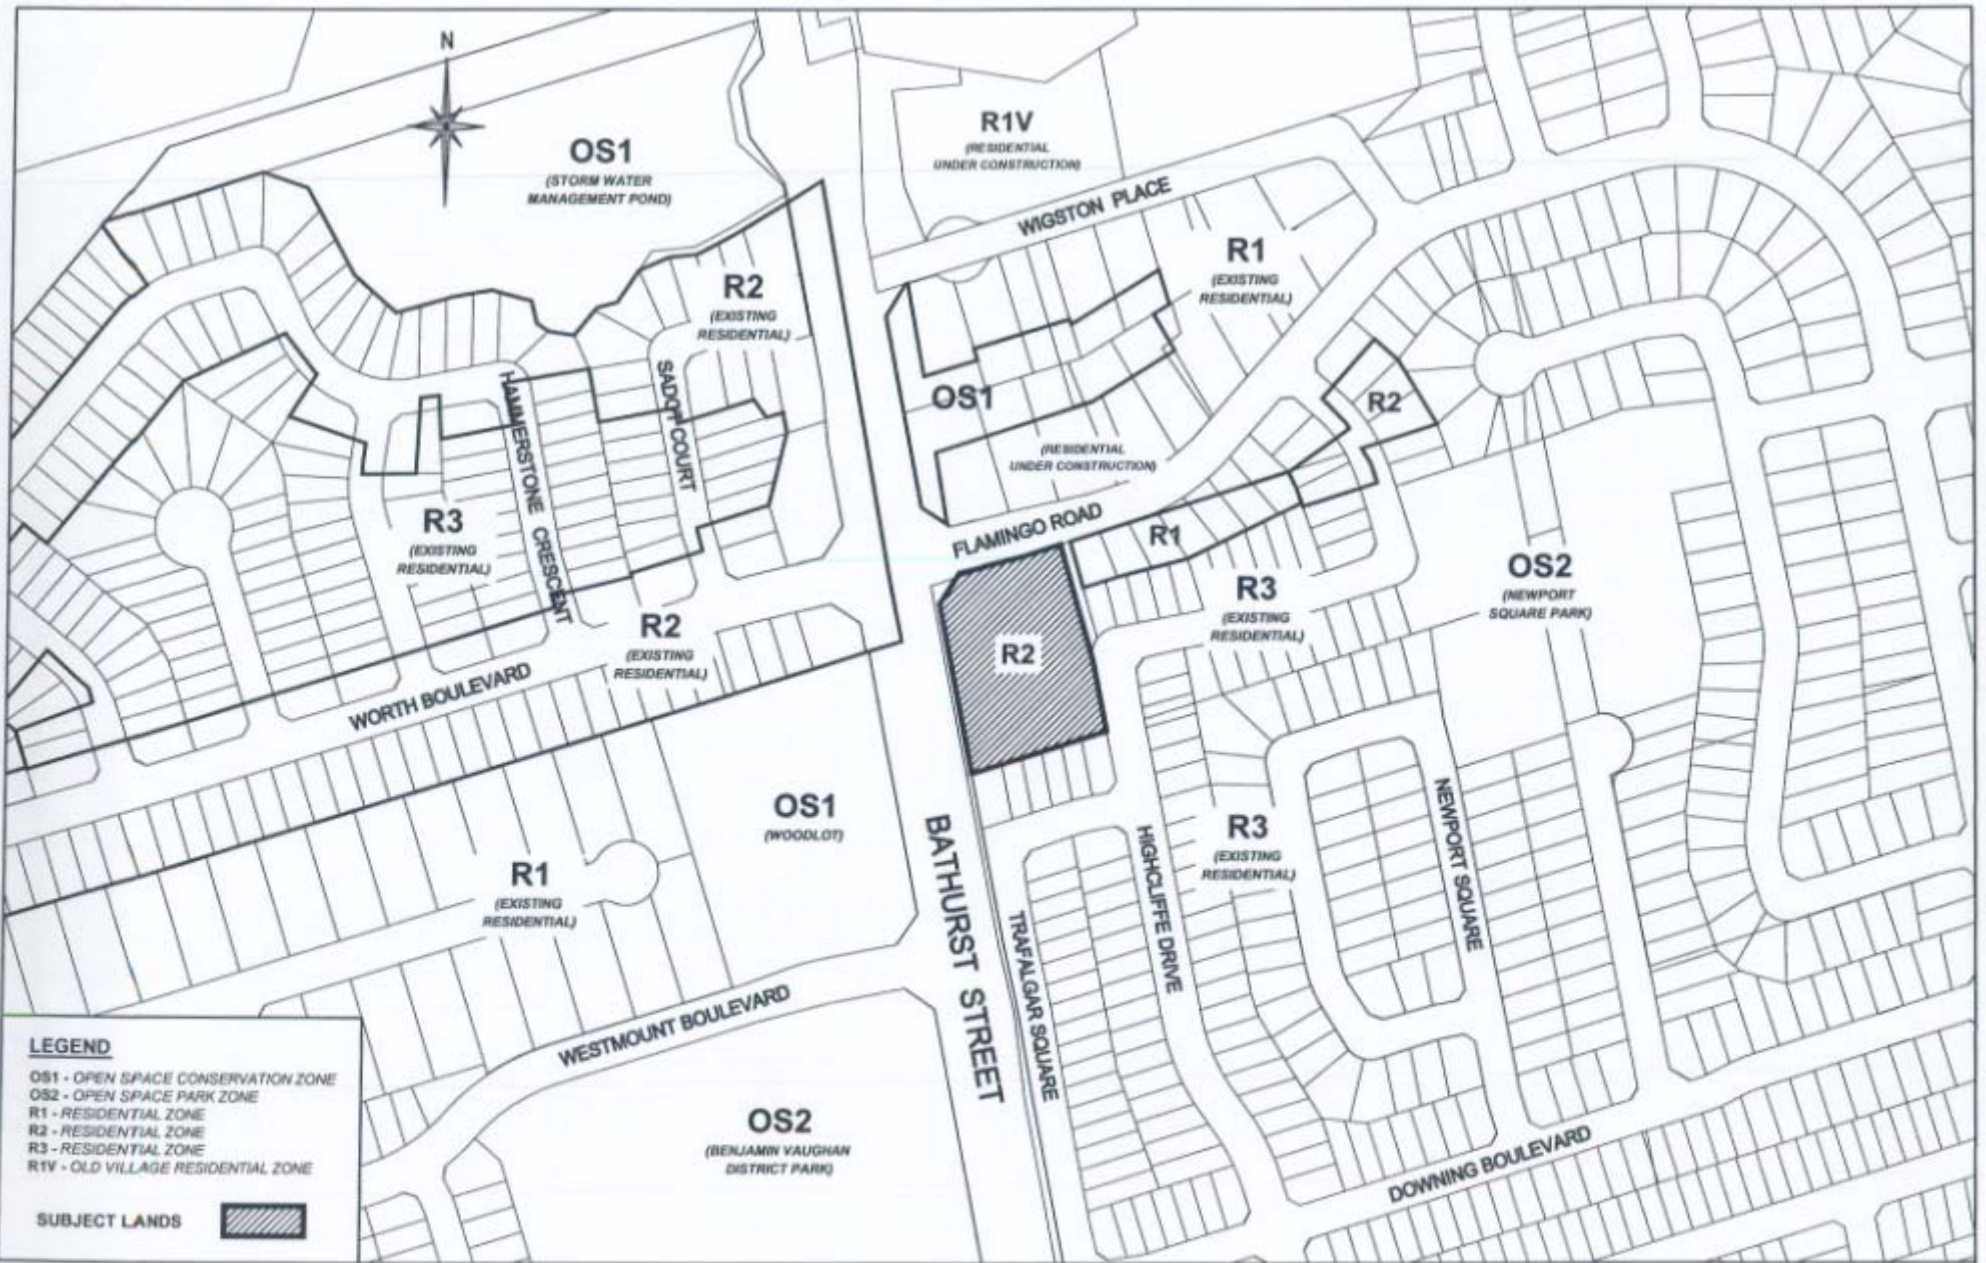 N
OS1
(STORM WATER
MANAGEMENT POND)
R1V
(RESIDENTIAL
UNDER CONSTRUCTION)
WIGSTON PLACE
R2
(EXISTING
RESIDENTIAL)
R1
(EXISTING
RESIDENTIAL)
HAMMERSTONE CRESCENT
SADOT COURT
OS1
R2
(RESIDENTIAL
UNDER CONSTRUCTION)
R3
(EXISTING
RESIDENTIAL)
FLAMINGO ROAD
R1
R3
(EXISTING
RESIDENTIAL)
OS2
(NEWPORT
SQUARE PARK)
R2
(EXISTING
RESIDENTIAL)
R2
WORTH BOULEVARD
OS1
(WOODLOT)
R3
(EXISTING
RESIDENTIAL)
NEWPORT SQUARE
R1
(EXISTING
RESIDENTIAL)
BATHURST STREET
HIGHCLIFFE DRIVE
TRAFALGAR SQUARE
WESTMOUNT BOULEVARD
OS2
(BENJAMIN VAUGHAN
DISTRICT PARK)
DOWNING BOULEVARD
LEGEND
OS1 - OPEN SPACE CONSERVATION ZONE
OS2 - OPEN SPACE PARK ZONE
R1 - RESIDENTIAL ZONE
R2 - RESIDENTIAL ZONE
R3 - RESIDENTIAL ZONE
R1V - OLD VILLAGE RESIDENTIAL ZONE
SUBJECT LANDS